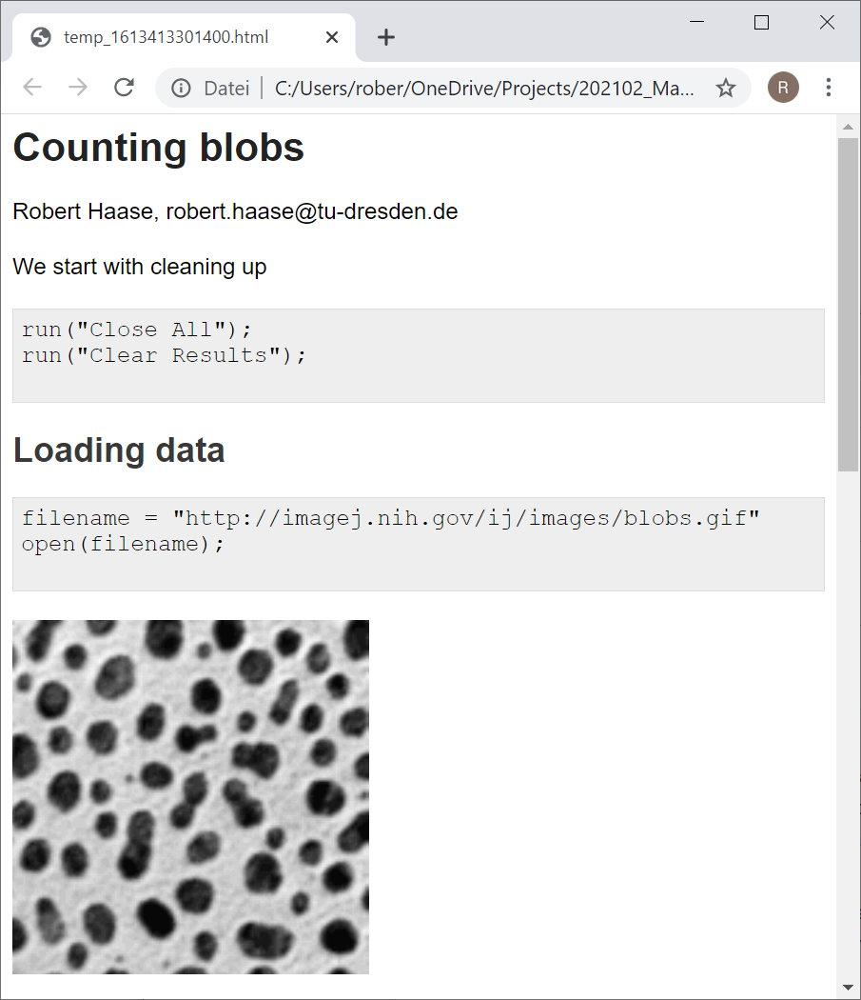 temp_1613413301400.html
Datei C:/Users/rober/OneDrive/Projects/202102_Ma...
R
Counting blobs
Robert Haase, robert.haase@tu-dresden.de
We start with cleaning up
run("Close All");
run("Clear Results");
Loading data
filename = "http://imagej.nih.gov/ij/images/blobs.gif"
open(filename);